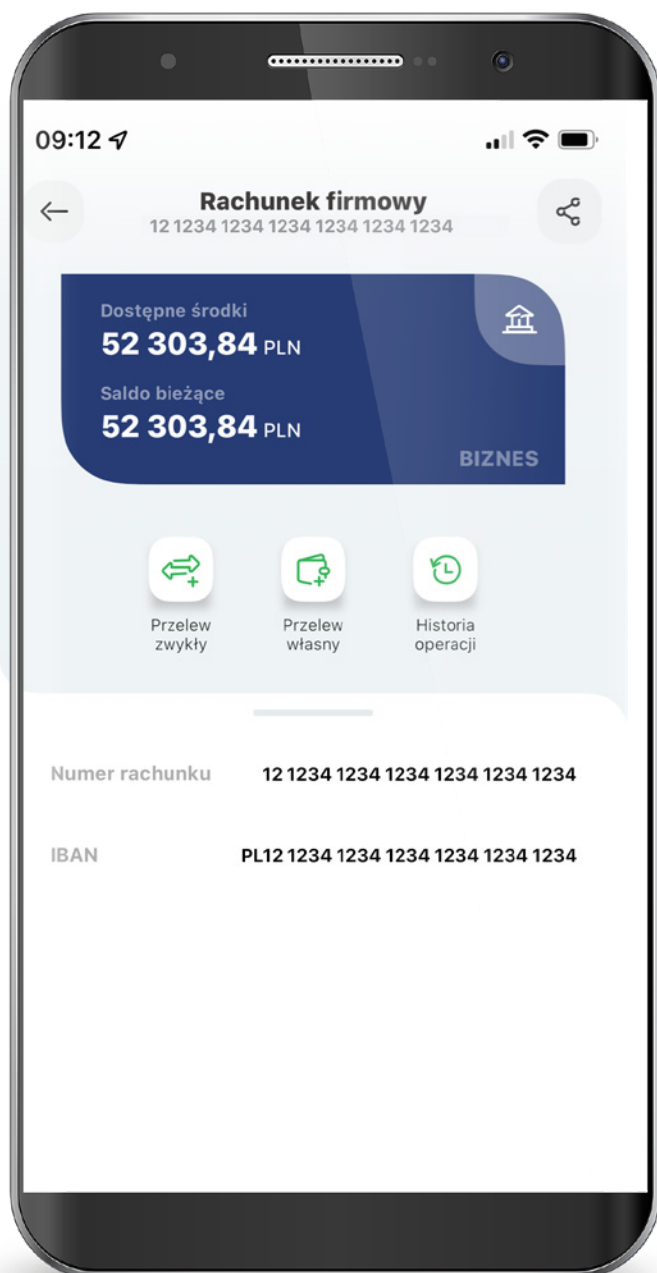 09:12
Rachunek firmowy
12 1234 1234 1234 1234 1234 1234
Dostępne środki
52 303,84 PLN
Saldo bieżące
52 303,84 PLN
BIZNES
Przelew
zwykły
Przelew
własny
Historia
operacji
Numer rachunku 12 1234 1234 1234 1234 1234 1234
IBAN PL12 1234 1234 1234 1234 1234 1234